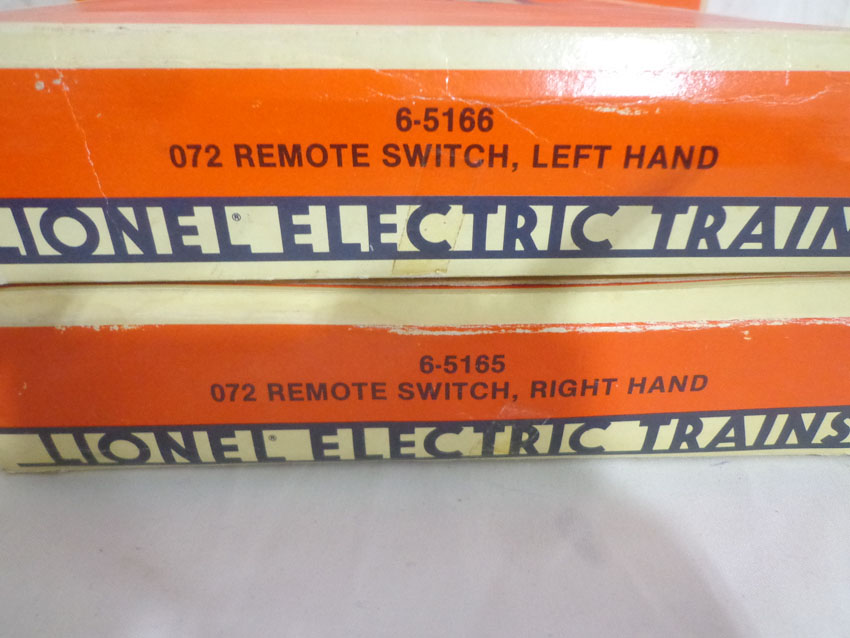 6-5166
072 REMOTE SWITCH, LEFT HAND
LIONEL® ELECTRIC TRAIN
6-5165
072 REMOTE SWITCH, RIGHT HAND
LIONEL® ELECTRIC TRAINS